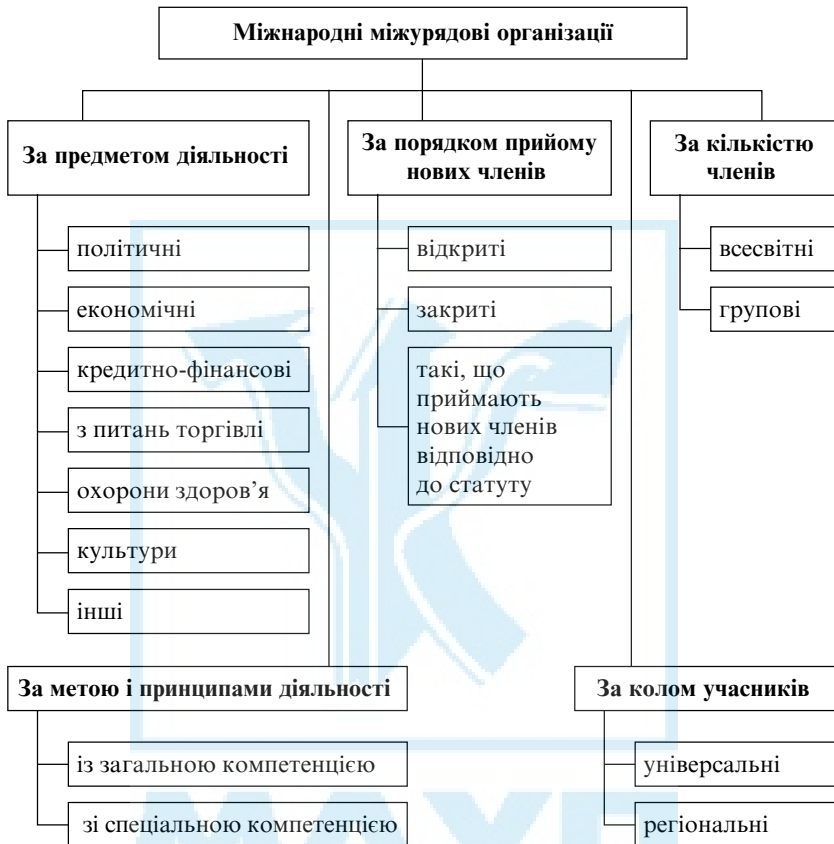 Міжнародні міжурядові організації
За предметом діяльності
політичні
економічні
кредитно-фінансові
з питань торгівлі
охорони здоров’я
культури
інші
За порядком прийому
нових членів
відкриті
закриті
такі, що
приймають
нових членів
відповідно
до статуту
За кількістю
членів
всесвітні
групові
За метою і принципами діяльності
із загальною компетенцією
зі спеціальною компетенцією
За колом учасників
універсальні
регіональні
МАУП